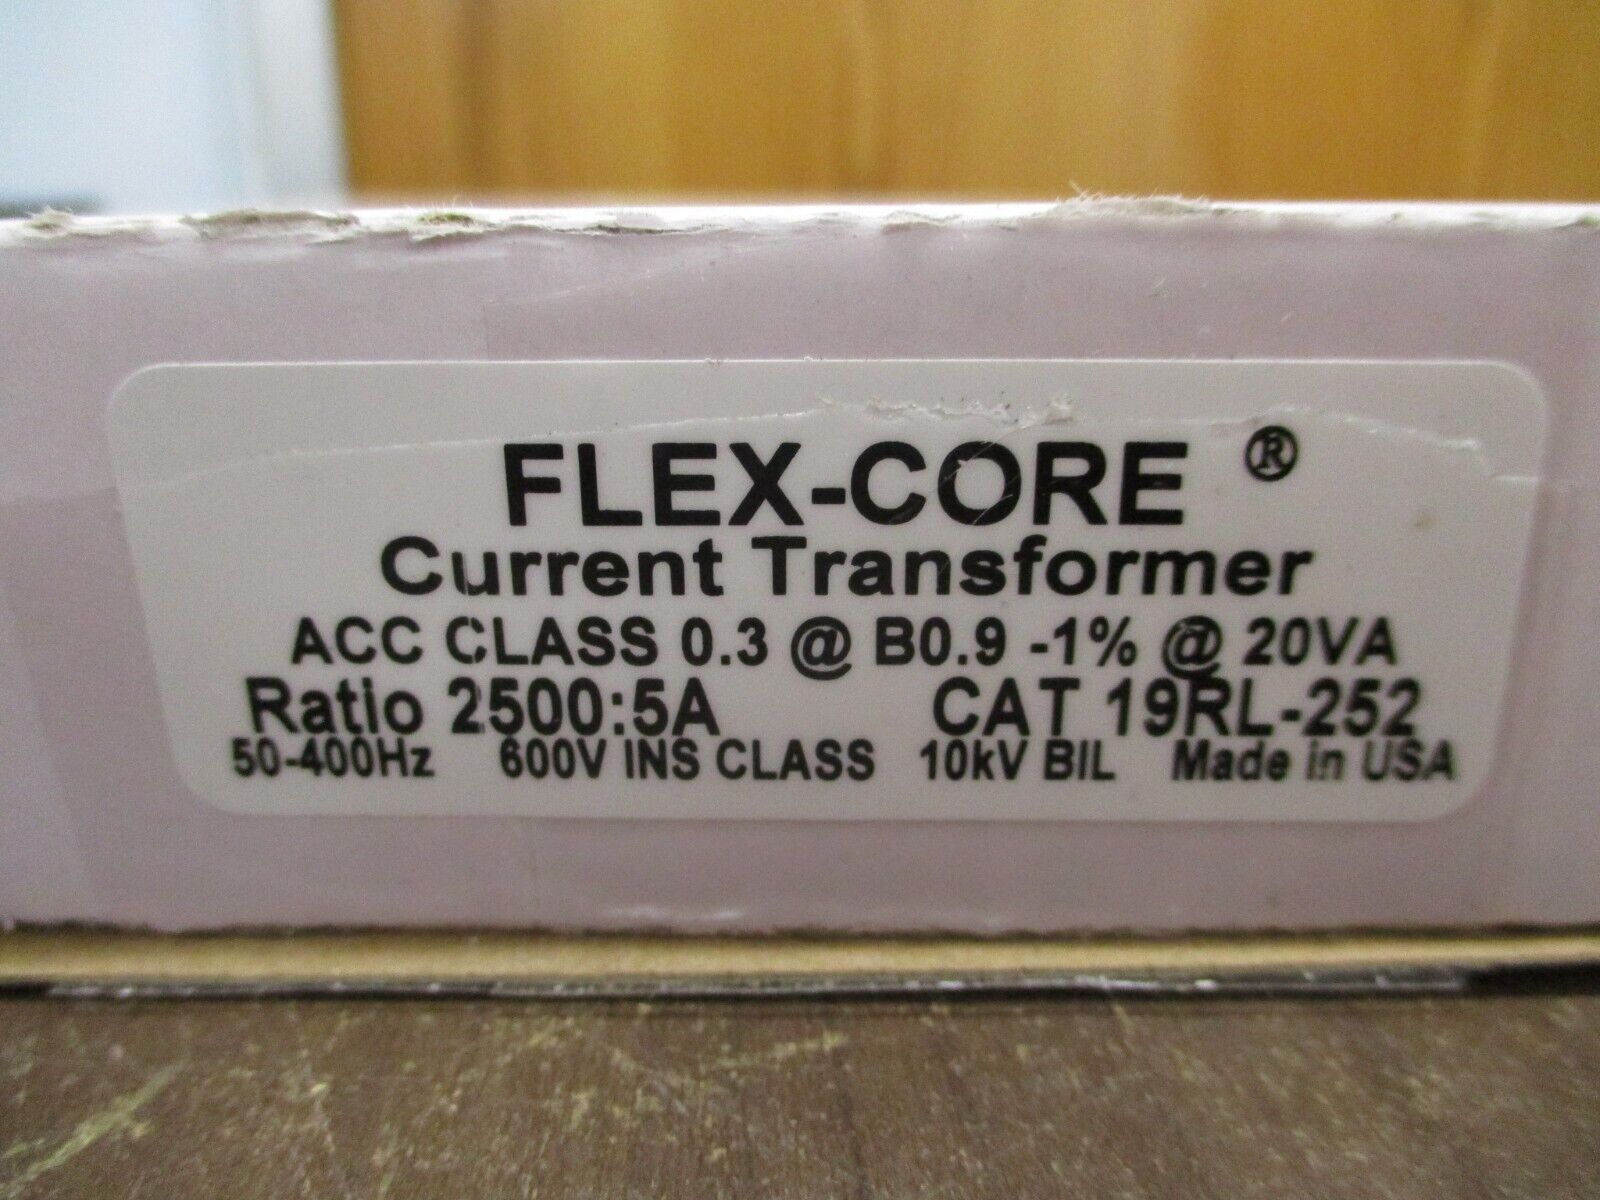 FLEX-CORE ®
Current Transformer
ACC CLASS 0.3 @ B0.9 -1% @ 20VA
Ratio 2500:5A CAT 19RL-252
50-400Hz 600V INS CLASS 10kV BIL Made in USA